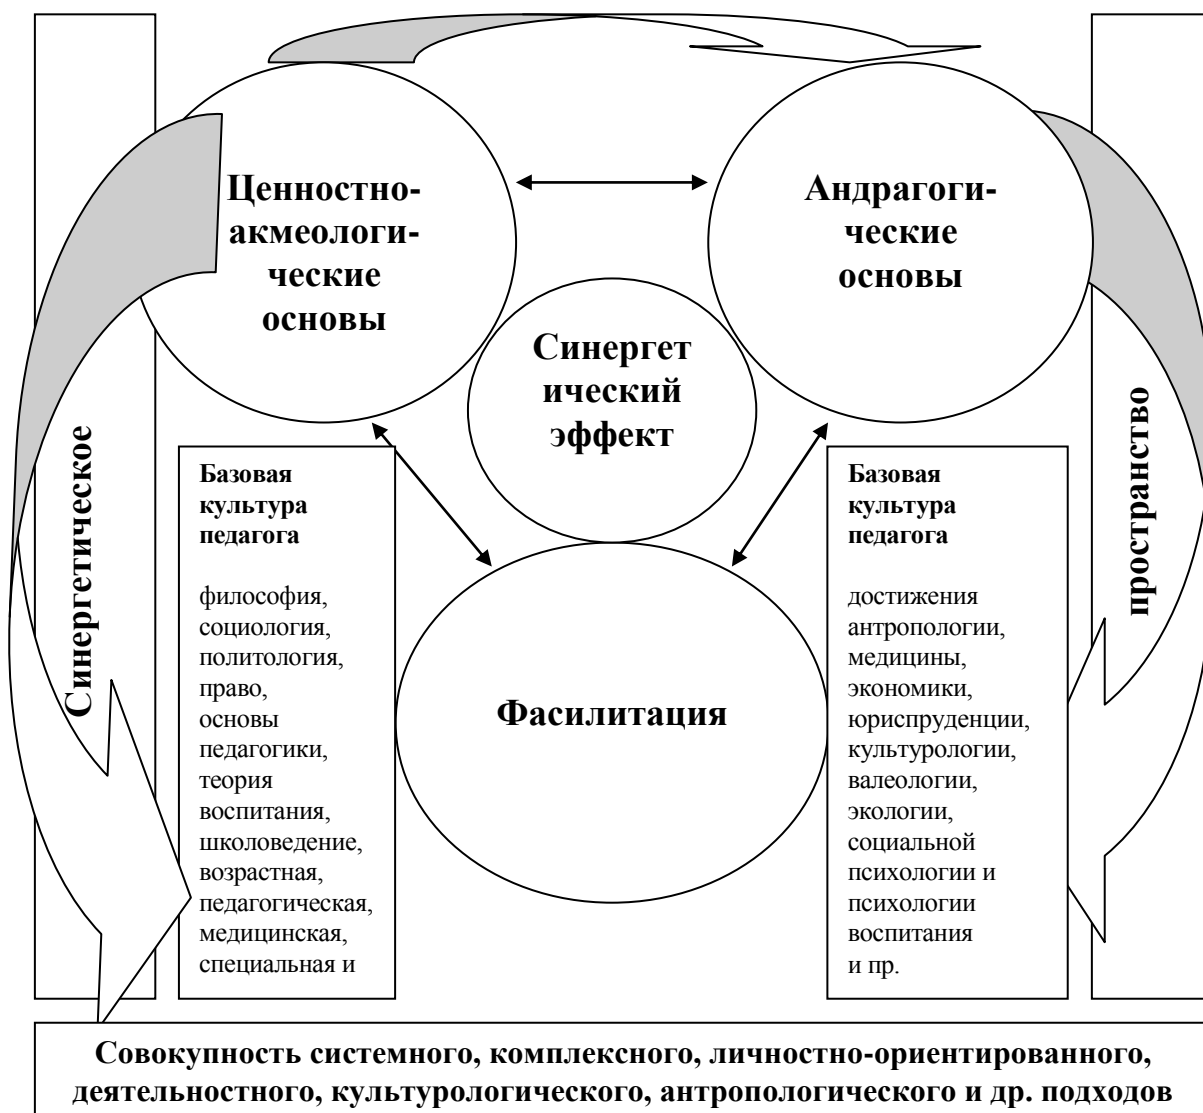 Ценностно-
акмеологи-
ческие
основы
Андрагоги-
ческие
основы
Синергет
ический
эффект
Синергетическое
пространство
Базовая
культура
педагога
философия,
социология,
политология,
право,
основы
педагогики,
теория
воспитания,
школоведение,
возрастная,
педагогическая,
медицинская,
специальная и
Фасилитация
Базовая
культура
педагога
достижения
антропологии,
медицины,
экономики,
юриспруденции,
культурологии,
валеологии,
экологии,
социальной
психологии и
психологии
воспитания
и пр.
Совокупность системного, комплексного, личностно-ориентированного,
деятельностного, культурологического, антропологического и др. подходов